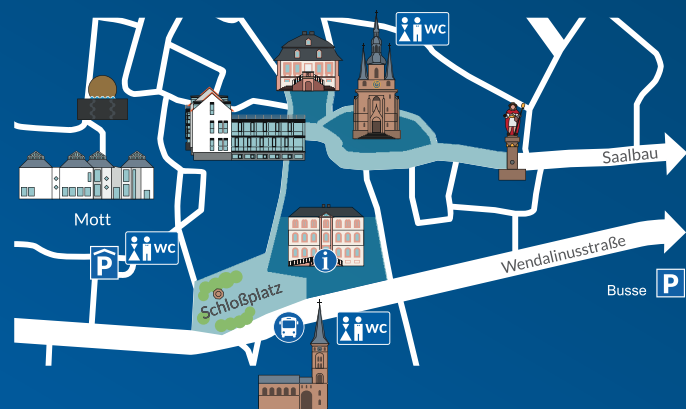 WC
Saalbau
Mott
WC
P
i
Wendalinusstraße
Schloßplatz
Busse P
WC